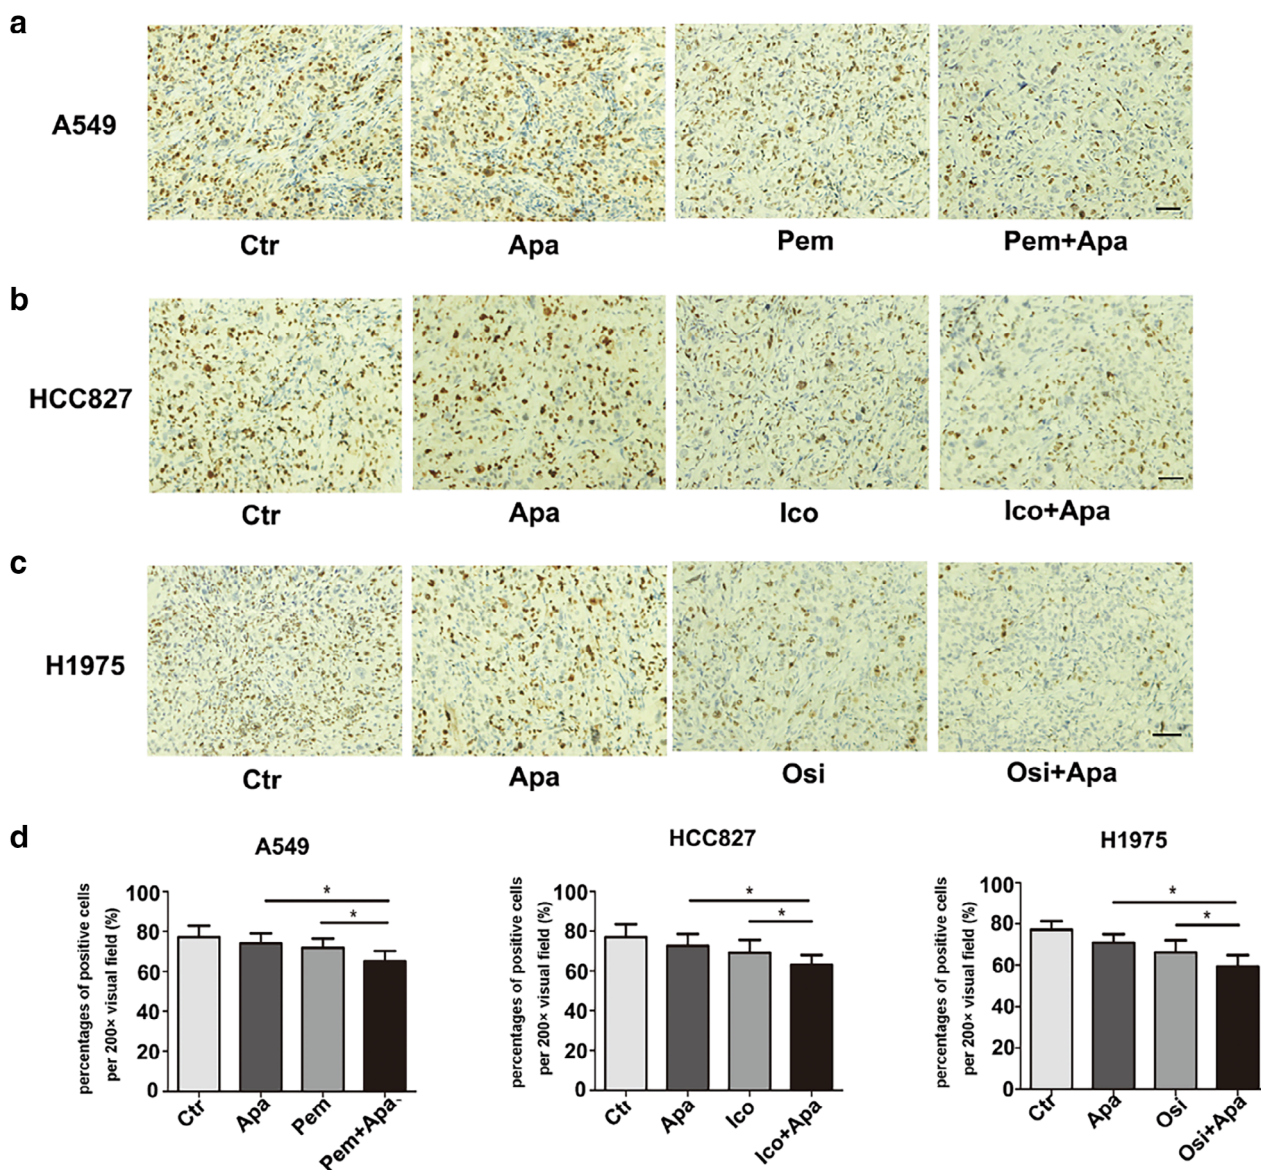 a
A549
Ctr
Apa
Pem
Pem+Apa
b
HCC827
Ctr
Apa
Ico
Ico+Apa
c
H1975
Ctr
Apa
Osi
Osi+Apa
d
A549
percentages of positive cells
per 200× visual field (%)
100
80
60
40
20
0
*
*
Ctr
Apa
Pem
Pem+Apa`
HCC827
percentages of positive cells
per 200× visual field (%)
100
80
60
40
20
0
*
*
Ctr
Apa
Ico
Ico+Apa
H1975
percentages of positive cells
per 200× visual field (%)
100
80
60
40
20
0
*
*
Ctr
Apa
Osi
Osi+Apa